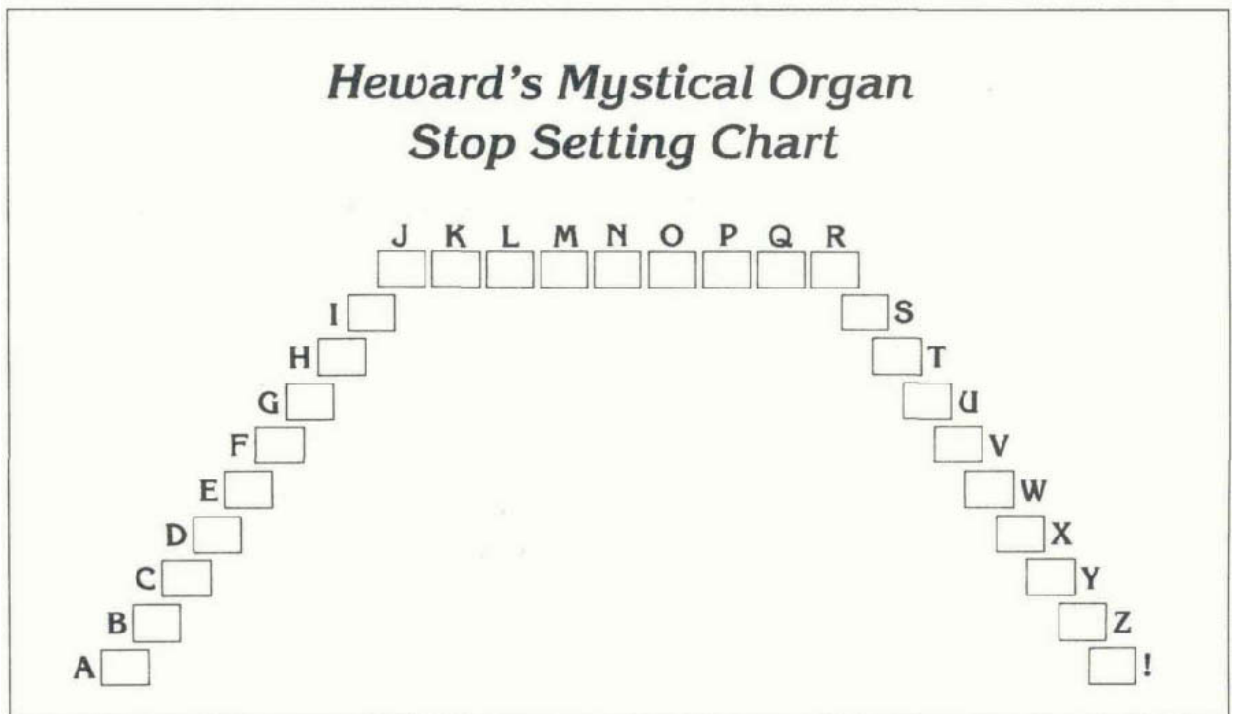 Heward's Mystical Organ
Stop Setting Chart
J K L M N O P Q R
I S
H T
G U
F V
E W
D X
C Y
B Z
A !